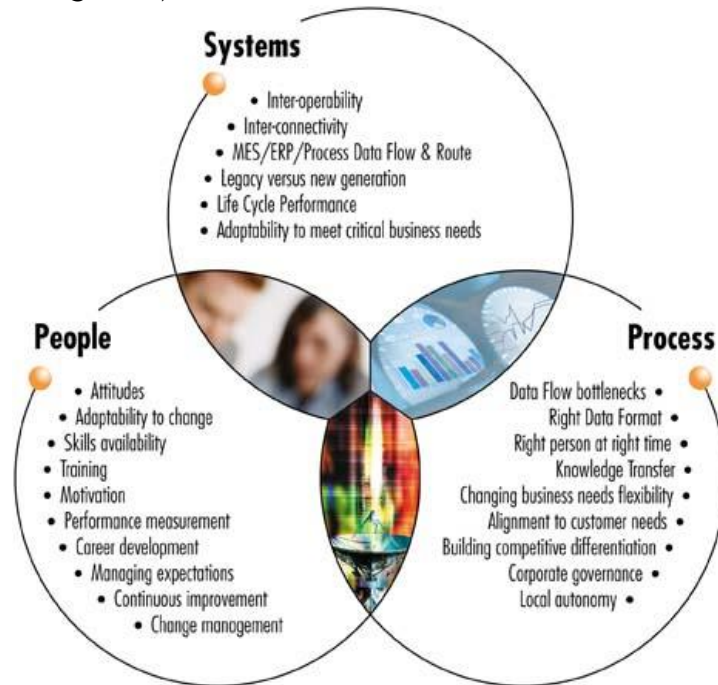 Systems
• Inter-operability
• Inter-connectivity
• MES/ERP/Process Data Flow & Route
• Legacy versus new generation
• Life Cycle Performance
• Adaptability to meet critical business needs
People
• Attitudes
• Adaptability to change
• Skills availability
• Training
• Motivation
• Performance measurement
• Career development
• Managing expectations
• Continuous improvement
• Change management
Process
Data Flow bottlenecks •
Right Data Format •
Right person at right time •
Knowledge Transfer •
Changing business needs flexibility •
Alignment to customer needs •
Building competitive differentiation •
Corporate governance •
Local autonomy •